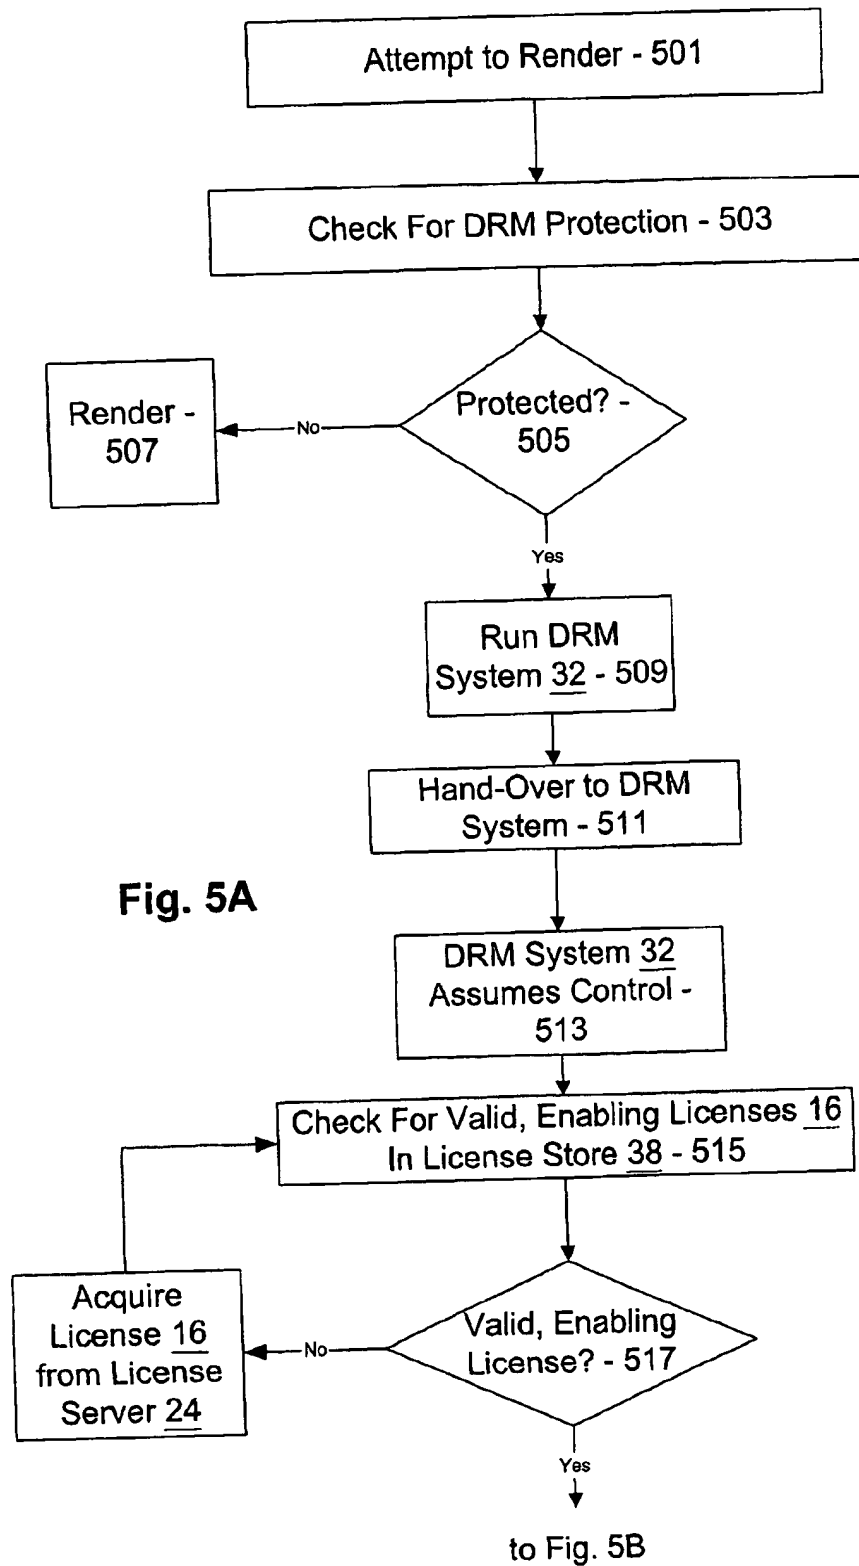 Attempt to Render - 501
Check For DRM Protection - 503
Protected? -
505
No
Render -
507
Yes
Run DRM
System 32 - 509
Hand-Over to DRM
System - 511
Fig. 5A
DRM System 32
Assumes Control -
513
Check For Valid, Enabling Licenses 16
In License Store 38 - 515
Valid, Enabling
License? - 517
No
Acquire
License 16
from License
Server 24
Yes
to Fig. 5B